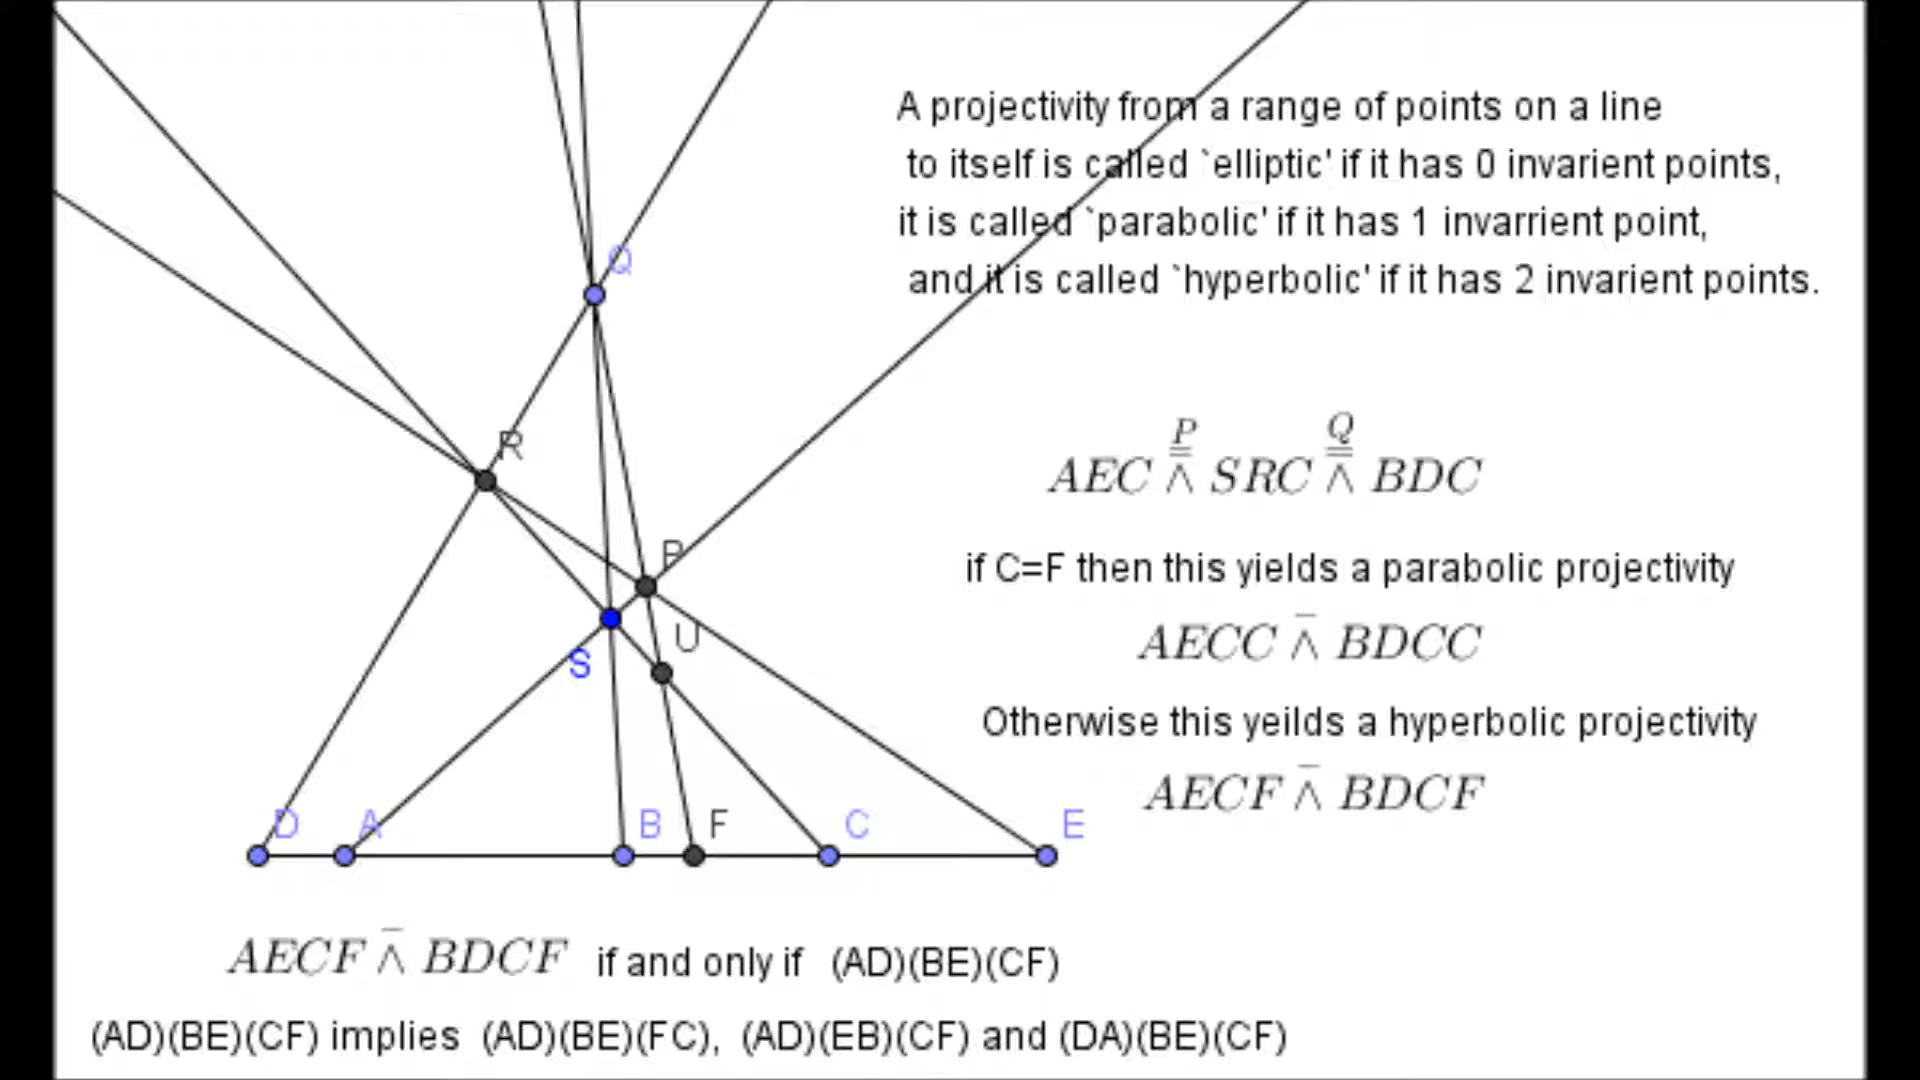 A projectivity from a range of points on a line
to itself is called `elliptic' if it has 0 invarient points,
it is called `parabolic' if it has 1 invarrient point,
and it is called `hyperbolic' if it has 2 invarient points.
Q
R
P
U
S
P Q
AEC ⩞ SRC ⩞ BDC
if C=F then this yields a parabolic projectivity
AECC ⊼ BDCC
Otherwise this yeilds a hyperbolic projectivity
AECF ⊼ BDCF
D A B F C E
AECF ⊼ BDCF if and only if (AD)(BE)(CF)
(AD)(BE)(CF) implies (AD)(BE)(FC), (AD)(EB)(CF) and (DA)(BE)(CF)